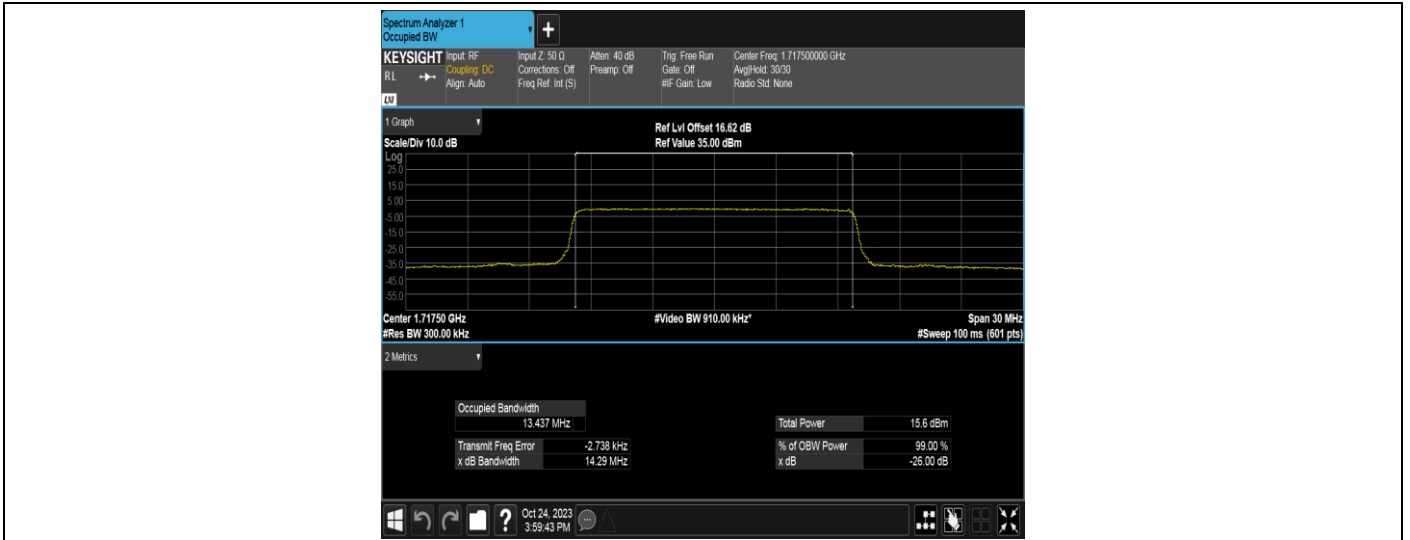 Spectrum Analyzer 1
Occupied BW
+
KEYSIGHT
RL
LXI
Input: RF
Coupling: DC
Align: Auto
Input Z: 50 Ω
Corrections: Off
Freq Ref: Int (S)
Atten: 40 dB
Preamp: Off
Trig: Free Run
Gate: Off
#IF Gain: Low
Center Freq: 1.717500000 GHz
Avg|Hold: 30/30
Radio Std: None
1 Graph
Scale/Div 10.0 dB
Ref Lvl Offset 16.62 dB
Ref Value 35.00 dBm
Log
25.0
15.0
5.00
-5.00
-15.0
-25.0
-35.0
-45.0
-55.0
Center 1.71750 GHz
#Video BW 910.00 kHz*
Span 30 MHz
#Res BW 300.00 kHz
#Sweep 100 ms (601 pts)
2 Metrics
Occupied Bandwidth
13.437 MHz
Total Power 15.6 dBm
Transmit Freq Error -2.738 kHz
% of OBW Power 99.00 %
x dB Bandwidth 14.29 MHz
x dB -26.00 dB
?
Oct 24, 2023
3:59:43 PM